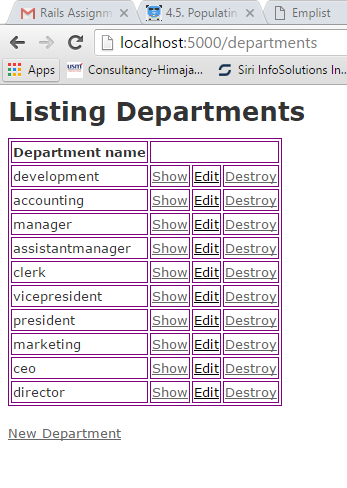 Rails Assignm
4.5. Populatin
Emplist
localhost:5000/departments
Apps
usmf
Consultancy-Himaja...
Siri InfoSolutions In...
Listing Departments
Department name
development Show Edit Destroy
accounting Show Edit Destroy
manager Show Edit Destroy
assistantmanager Show Edit Destroy
clerk Show Edit Destroy
vicepresident Show Edit Destroy
president Show Edit Destroy
marketing Show Edit Destroy
ceo Show Edit Destroy
director Show Edit Destroy
New Department